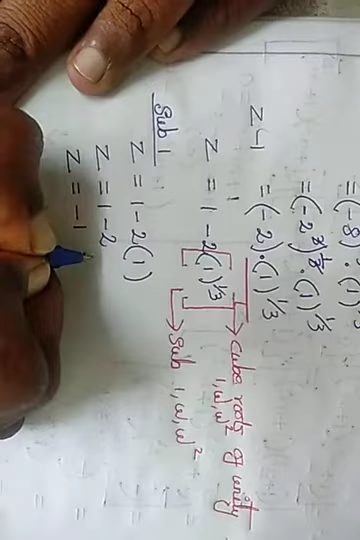 = (-8) · (1)
= (-2)^{3/3} · (1)^{1/3}
Z-1 = (-2) · (1)^{1/3}
Z = 1 - 2(1)^{1/3}
→ Cube roots of unity
1, ω, ω²
→ Sub 1, ω, ω²
Sub 1
Z = 1 - 2(1)
Z = 1 - 2
Z = -1